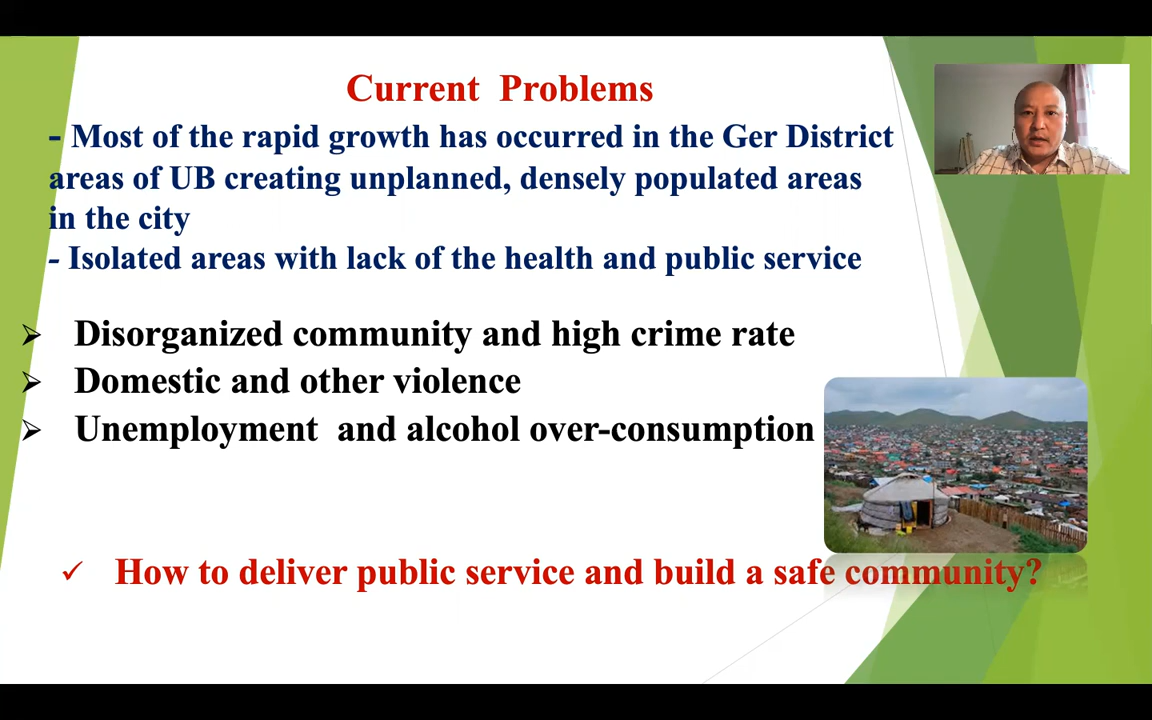 Current Problems
- Most of the rapid growth has occurred in the Ger District
areas of UB creating unplanned, densely populated areas
in the city
- Isolated areas with lack of the health and public service
➢ Disorganized community and high crime rate
➢ Domestic and other violence
➢ Unemployment and alcohol over-consumption
✓ How to deliver public service and build a safe community?